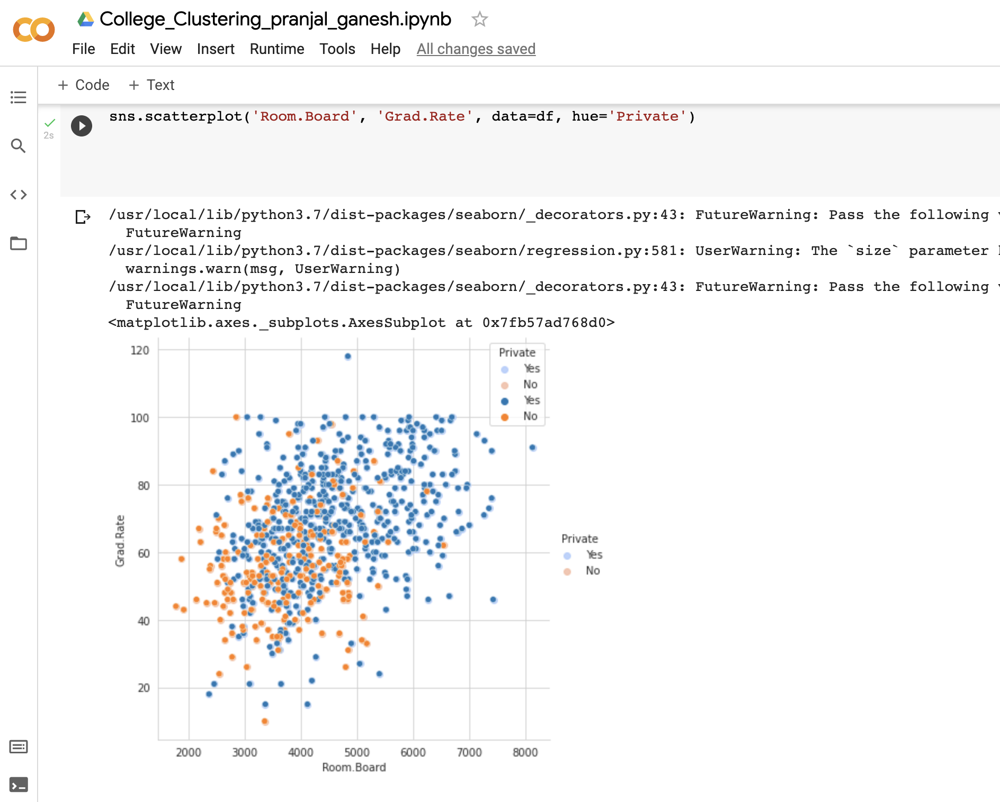 College_Clustering_pranjal_ganesh.ipynb
File Edit View Insert Runtime Tools Help All changes saved
+ Code + Text
2s
sns.scatterplot('Room.Board', 'Grad.Rate', data=df, hue='Private')
/usr/local/lib/python3.7/dist-packages/seaborn/_decorators.py:43: FutureWarning: Pass the following
FutureWarning
/usr/local/lib/python3.7/dist-packages/seaborn/regression.py:581: UserWarning: The `size` parameter
warnings.warn(msg, UserWarning)
/usr/local/lib/python3.7/dist-packages/seaborn/_decorators.py:43: FutureWarning: Pass the following
FutureWarning
<matplotlib.axes._subplots.AxesSubplot at 0x7fb57ad768d0>
120
100
80
60
40
20
Grad.Rate
Private
Yes
No
Yes
No
Private
Yes
No
2000 3000 4000 5000 6000 7000 8000
Room.Board